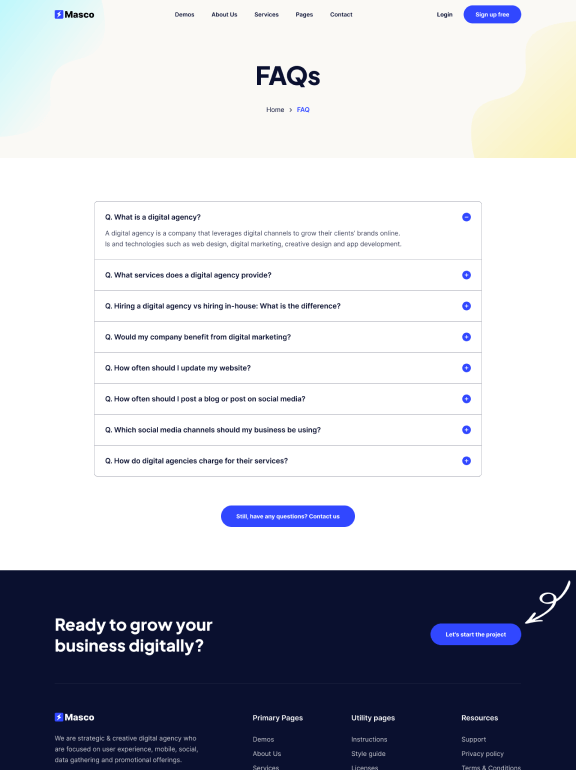 Masco
Demos About Us Services Pages Contact
Login Sign up free
FAQs
Home > FAQ
Q. What is a digital agency?
A digital agency is a company that leverages digital channels to grow their clients' brands online.
Is and technologies such as web design, digital marketing, creative design and app development.
Q. What services does a digital agency provide?
Q. Hiring a digital agency vs hiring in-house: What is the difference?
Q. Would my company benefit from digital marketing?
Q. How often should I update my website?
Q. How often should I post a blog or post on social media?
Q. Which social media channels should my business be using?
Q. How do digital agencies charge for their services?
Still, have any questions? Contact us
Ready to grow your
business digitally?
Let's start the project
Masco
We are strategic & creative digital agency who
are focused on user experience, mobile, social,
data gathering and promotional offerings.
Primary Pages
Demos
About Us
Services
Utility pages
Instructions
Style guide
Licenses
Resources
Support
Privacy policy
Terms & Conditions